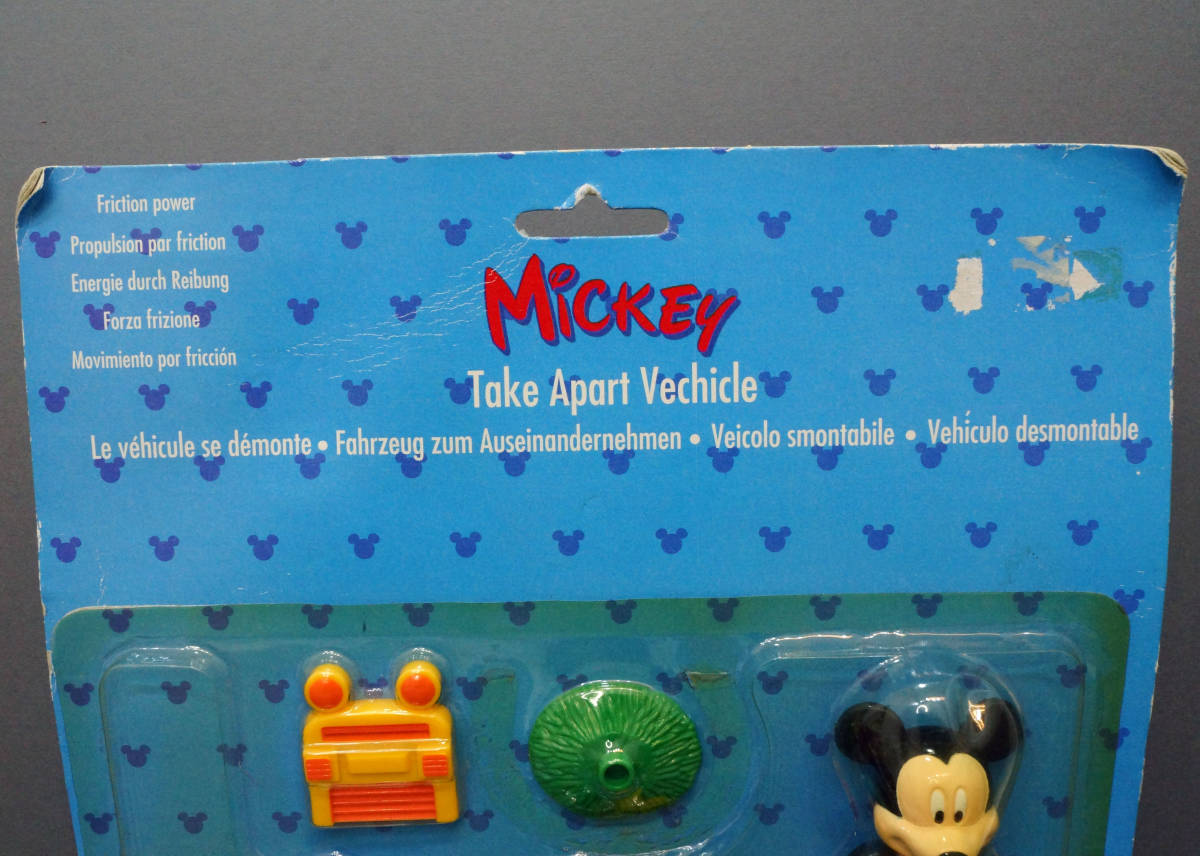 Friction power
Propulsion par friction
Energie durch Reibung
Forza frizione
Movimiento por fricción
MiCKEY
Take Apart Vechicle
Le véhicule se démonte • Fahrzeug zum Auseinandernehmen • Veicolo smontabile • Vehículo desmontable